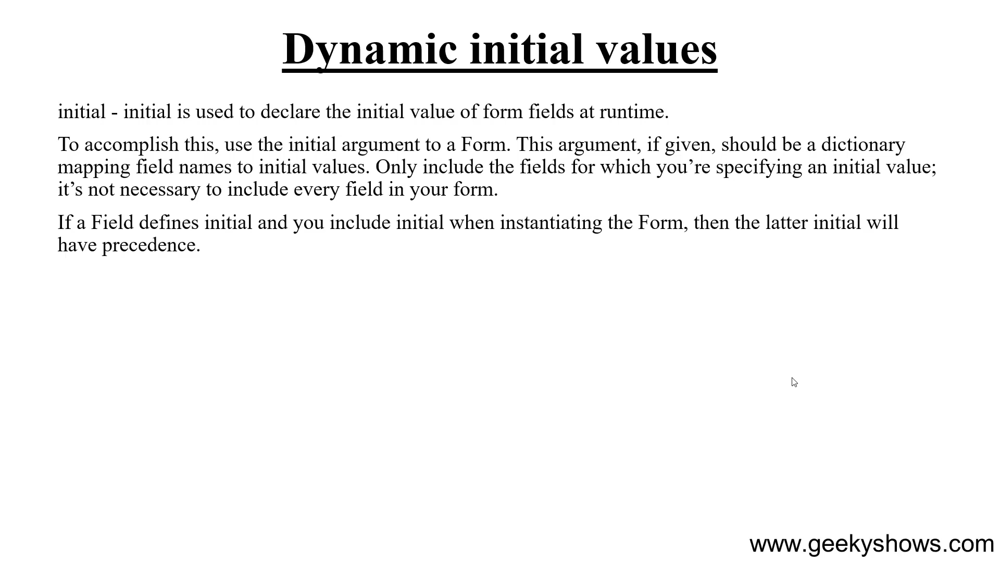 Dynamic initial values
initial - initial is used to declare the initial value of form fields at runtime.
To accomplish this, use the initial argument to a Form. This argument, if given, should be a dictionary
mapping field names to initial values. Only include the fields for which you’re specifying an initial value;
it’s not necessary to include every field in your form.
If a Field defines initial and you include initial when instantiating the Form, then the latter initial will
have precedence.
www.geekyshows.com